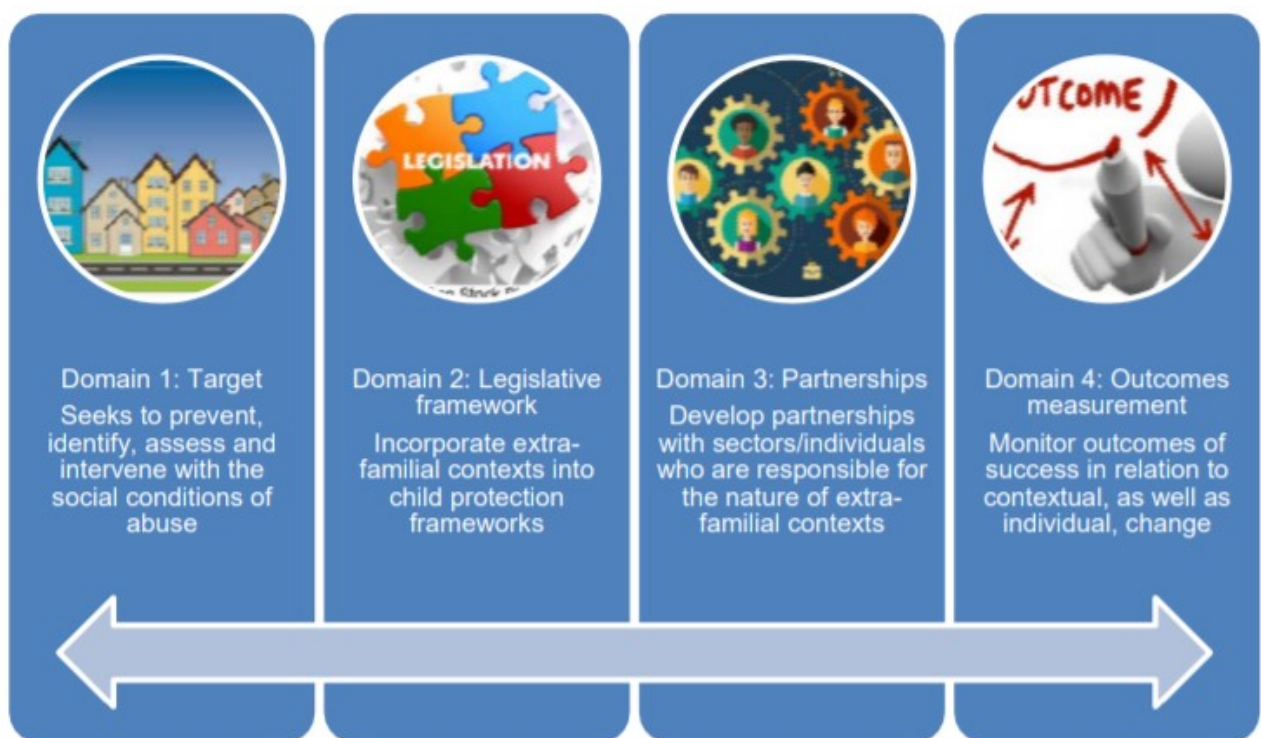 LEGISLATION
UTCOME
Domain 1: Target
Seeks to prevent,
identify, assess and
intervene with the
social conditions of
abuse
Domain 2: Legislative
framework
Incorporate extra-
familial contexts into
child protection
frameworks
Domain 3: Partnerships
Develop partnerships
with sectors/individuals
who are responsible for
the nature of extra-
familial contexts
Domain 4: Outcomes
measurement
Monitor outcomes of
success in relation to
contextual, as well as
individual, change